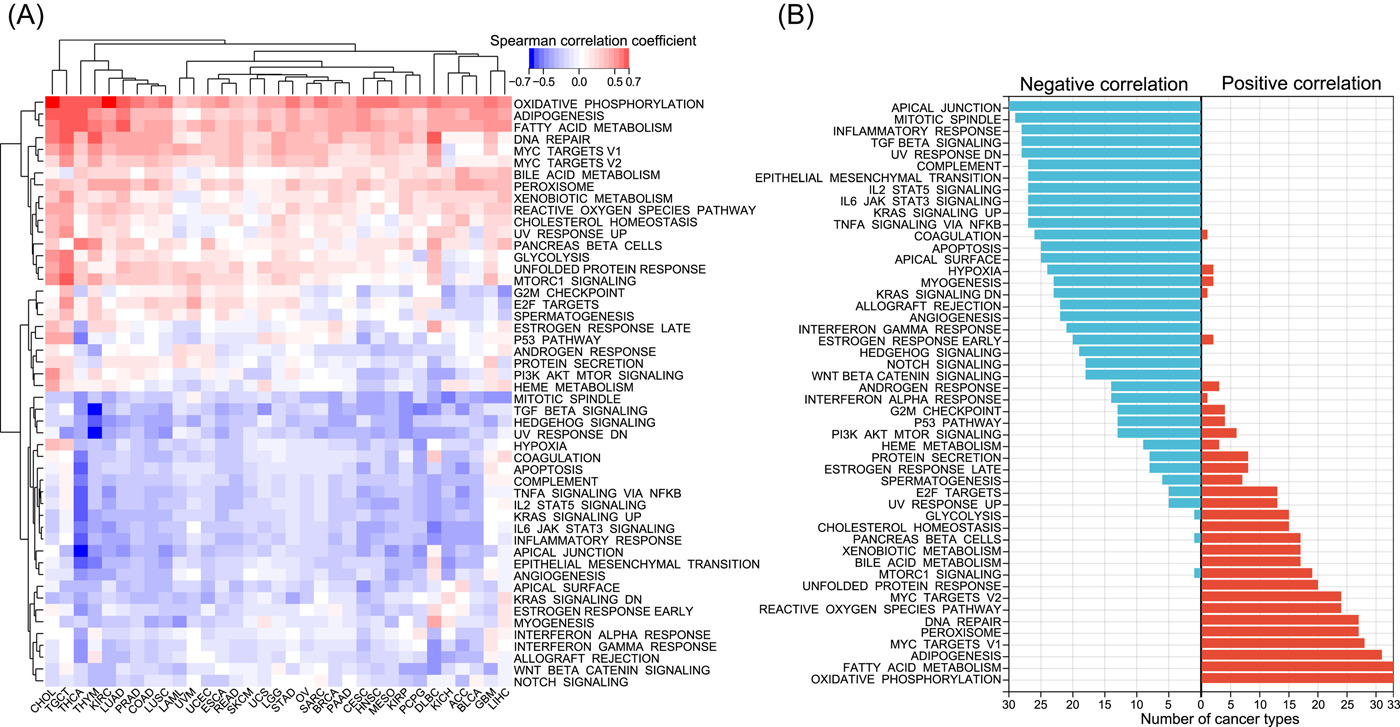 (A)
Spearman correlation coefficient
−0.7 −0.5 0.0 0.5 0.7
OXIDATIVE PHOSPHORYLATION
ADIPOGENESIS
FATTY ACID METABOLISM
DNA REPAIR
MYC TARGETS V1
MYC TARGETS V2
BILE ACID METABOLISM
PEROXISOME
XENOBIOTIC METABOLISM
REACTIVE OXYGEN SPECIES PATHWAY
CHOLESTEROL HOMEOSTASIS
UV RESPONSE UP
PANCREAS BETA CELLS
GLYCOLYSIS
UNFOLDED PROTEIN RESPONSE
MTORC1 SIGNALING
G2M CHECKPOINT
E2F TARGETS
SPERMATOGENESIS
ESTROGEN RESPONSE LATE
P53 PATHWAY
ANDROGEN RESPONSE
PROTEIN SECRETION
PI3K AKT MTOR SIGNALING
HEME METABOLISM
MITOTIC SPINDLE
TGF BETA SIGNALING
HEDGEHOG SIGNALING
UV RESPONSE DN
HYPOXIA
COAGULATION
APOPTOSIS
COMPLEMENT
TNFA SIGNALING VIA NFKB
IL2 STAT5 SIGNALING
KRAS SIGNALING UP
IL6 JAK STAT3 SIGNALING
INFLAMMATORY RESPONSE
APICAL JUNCTION
EPITHELIAL MESENCHYMAL TRANSITION
ANGIOGENESIS
APICAL SURFACE
KRAS SIGNALING DN
ESTROGEN RESPONSE EARLY
MYOGENESIS
INTERFERON ALPHA RESPONSE
INTERFERON GAMMA RESPONSE
ALLOGRAFT REJECTION
WNT BETA CATENIN SIGNALING
NOTCH SIGNALING
CHOL TGCT THCA THYM KIRC LUAD PRAD COAD LUSC LAML UVM UCEC ESCA READ SKCM UCS LGG STAD OV SARC BRCA PAAD CESC HNSC MESO KIRP PCPG DLBC KICH ACC BLCA GBM LIHC
(B)
Negative correlation Positive correlation
APICAL JUNCTION
MITOTIC SPINDLE
INFLAMMATORY RESPONSE
TGF BETA SIGNALING
UV RESPONSE DN
COMPLEMENT
EPITHELIAL MESENCHYMAL TRANSITION
IL2 STAT5 SIGNALING
IL6 JAK STAT3 SIGNALING
KRAS SIGNALING UP
TNFA SIGNALING VIA NFKB
COAGULATION
APOPTOSIS
APICAL SURFACE
HYPOXIA
MYOGENESIS
KRAS SIGNALING DN
ALLOGRAFT REJECTION
ANGIOGENESIS
INTERFERON GAMMA RESPONSE
ESTROGEN RESPONSE EARLY
HEDGEHOG SIGNALING
NOTCH SIGNALING
WNT BETA CATENIN SIGNALING
ANDROGEN RESPONSE
INTERFERON ALPHA RESPONSE
G2M CHECKPOINT
P53 PATHWAY
PI3K AKT MTOR SIGNALING
HEME METABOLISM
PROTEIN SECRETION
ESTROGEN RESPONSE LATE
SPERMATOGENESIS
E2F TARGETS
UV RESPONSE UP
GLYCOLYSIS
CHOLESTEROL HOMEOSTASIS
PANCREAS BETA CELLS
XENOBIOTIC METABOLISM
BILE ACID METABOLISM
MTORC1 SIGNALING
UNFOLDED PROTEIN RESPONSE
MYC TARGETS V2
REACTIVE OXYGEN SPECIES PATHWAY
DNA REPAIR
PEROXISOME
MYC TARGETS V1
ADIPOGENESIS
FATTY ACID METABOLISM
OXIDATIVE PHOSPHORYLATION
30 25 20 15 10 5 0 5 10 15 20 25 30 33
Number of cancer types